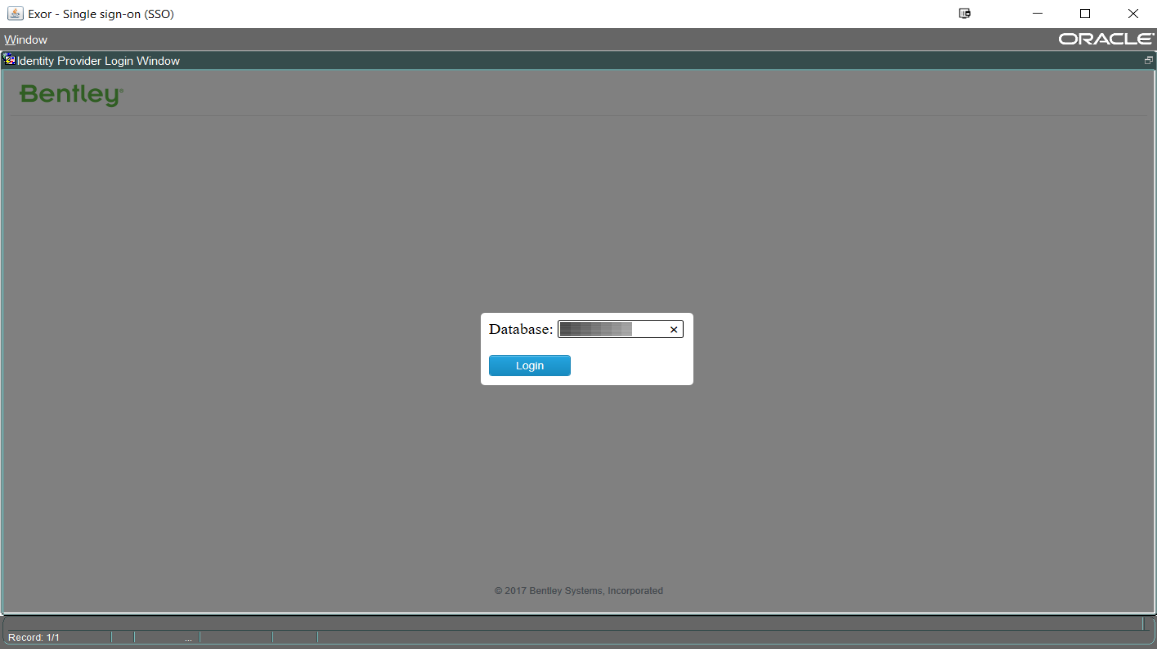 Exor - Single sign-on (SSO)
Window
ORACLE
Identity Provider Login Window
Bentley
Database:
Login
© 2017 Bentley Systems, Incorporated
Record: 1/1
...